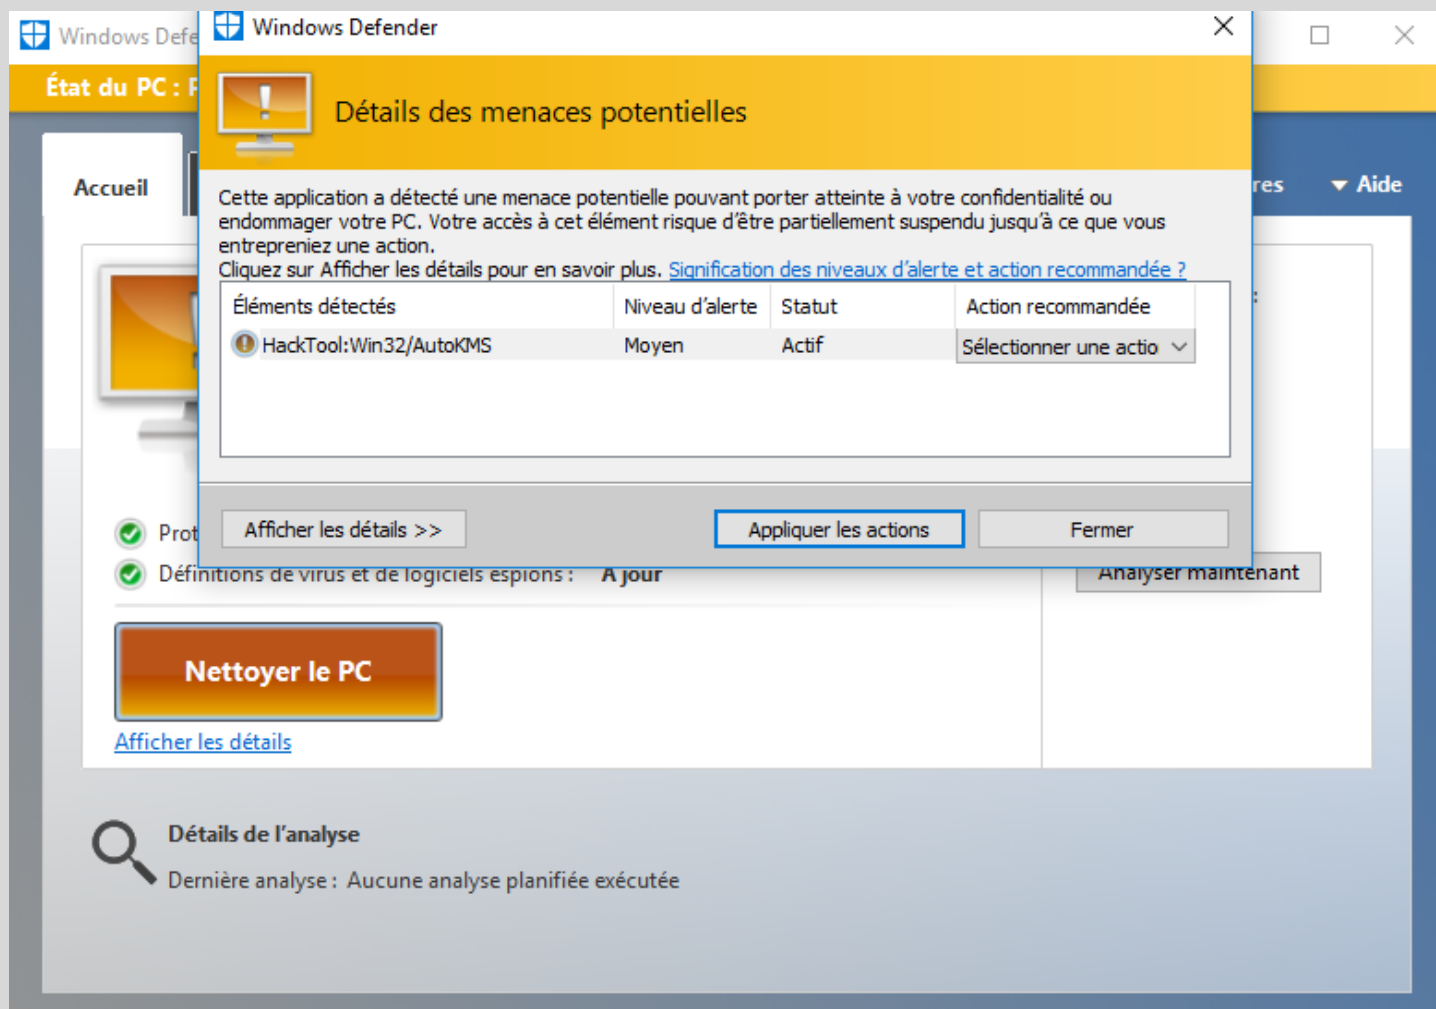 Windows Defe
Windows Defender
État du PC :
Détails des menaces potentielles
Accueil
res
Aide
Cette application a détecté une menace potentielle pouvant porter atteinte à votre confidentialité ou
endommager votre PC. Votre accès à cet élément risque d'être partiellement suspendu jusqu'à ce que vous
entrepreniez une action.
Cliquez sur Afficher les détails pour en savoir plus. Signification des niveaux d'alerte et action recommandée ?
Éléments détectés Niveau d'alerte Statut Action recommandée
HackTool:Win32/AutoKMS Moyen Actif Sélectionner une actio
Afficher les détails >> Appliquer les actions Fermer
Prot
Définitions de virus et de logiciels espions : À jour
Analyser maintenant
Nettoyer le PC
Afficher les détails
Détails de l'analyse
Dernière analyse : Aucune analyse planifiée exécutée